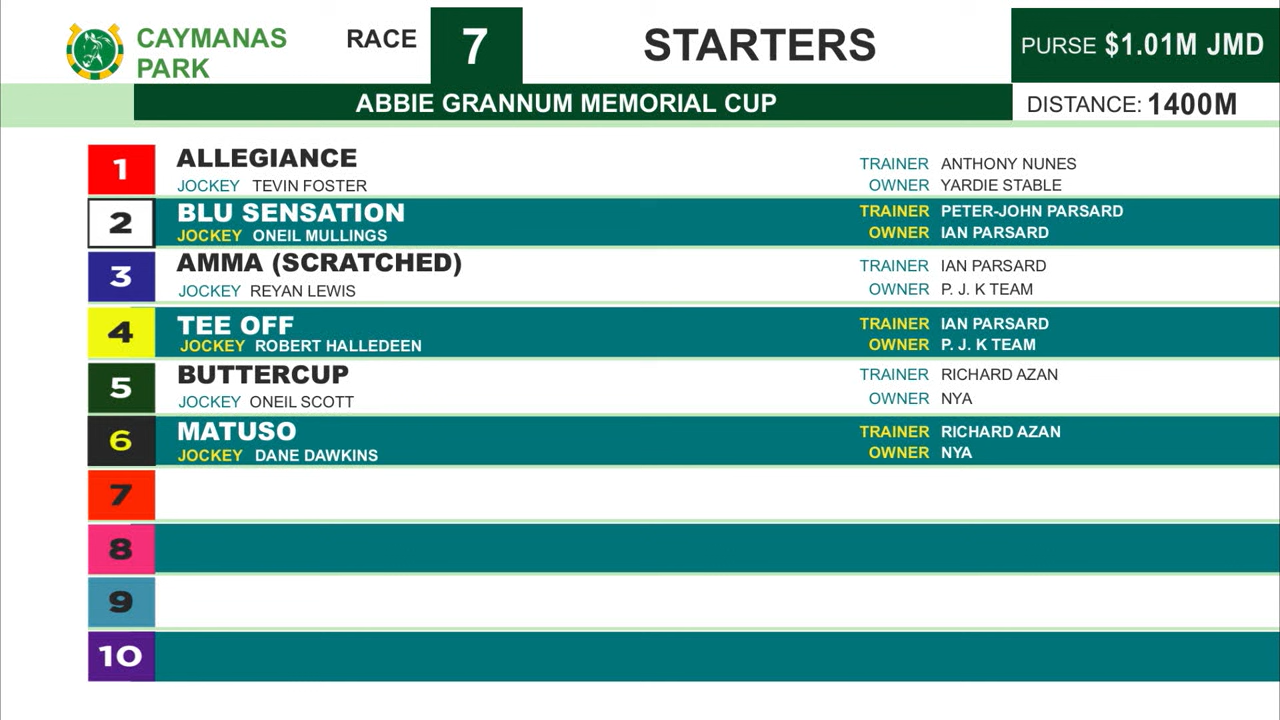 CAYMANAS PARK
RACE 7
STARTERS
PURSE $1.01M JMD
ABBIE GRANNUM MEMORIAL CUP
DISTANCE: 1400M
1 ALLEGIANCE
JOCKEY TEVIN FOSTER
TRAINER ANTHONY NUNES
OWNER YARDIE STABLE
2 BLU SENSATION
JOCKEY ONEIL MULLINGS
TRAINER PETER-JOHN PARSARD
OWNER IAN PARSARD
3 AMMA (SCRATCHED)
JOCKEY REYAN LEWIS
TRAINER IAN PARSARD
OWNER P. J. K TEAM
4 TEE OFF
JOCKEY ROBERT HALLEDEEN
TRAINER IAN PARSARD
OWNER P. J. K TEAM
5 BUTTERCUP
JOCKEY ONEIL SCOTT
TRAINER RICHARD AZAN
OWNER NYA
6 MATUSO
JOCKEY DANE DAWKINS
TRAINER RICHARD AZAN
OWNER NYA
7
8
9
10